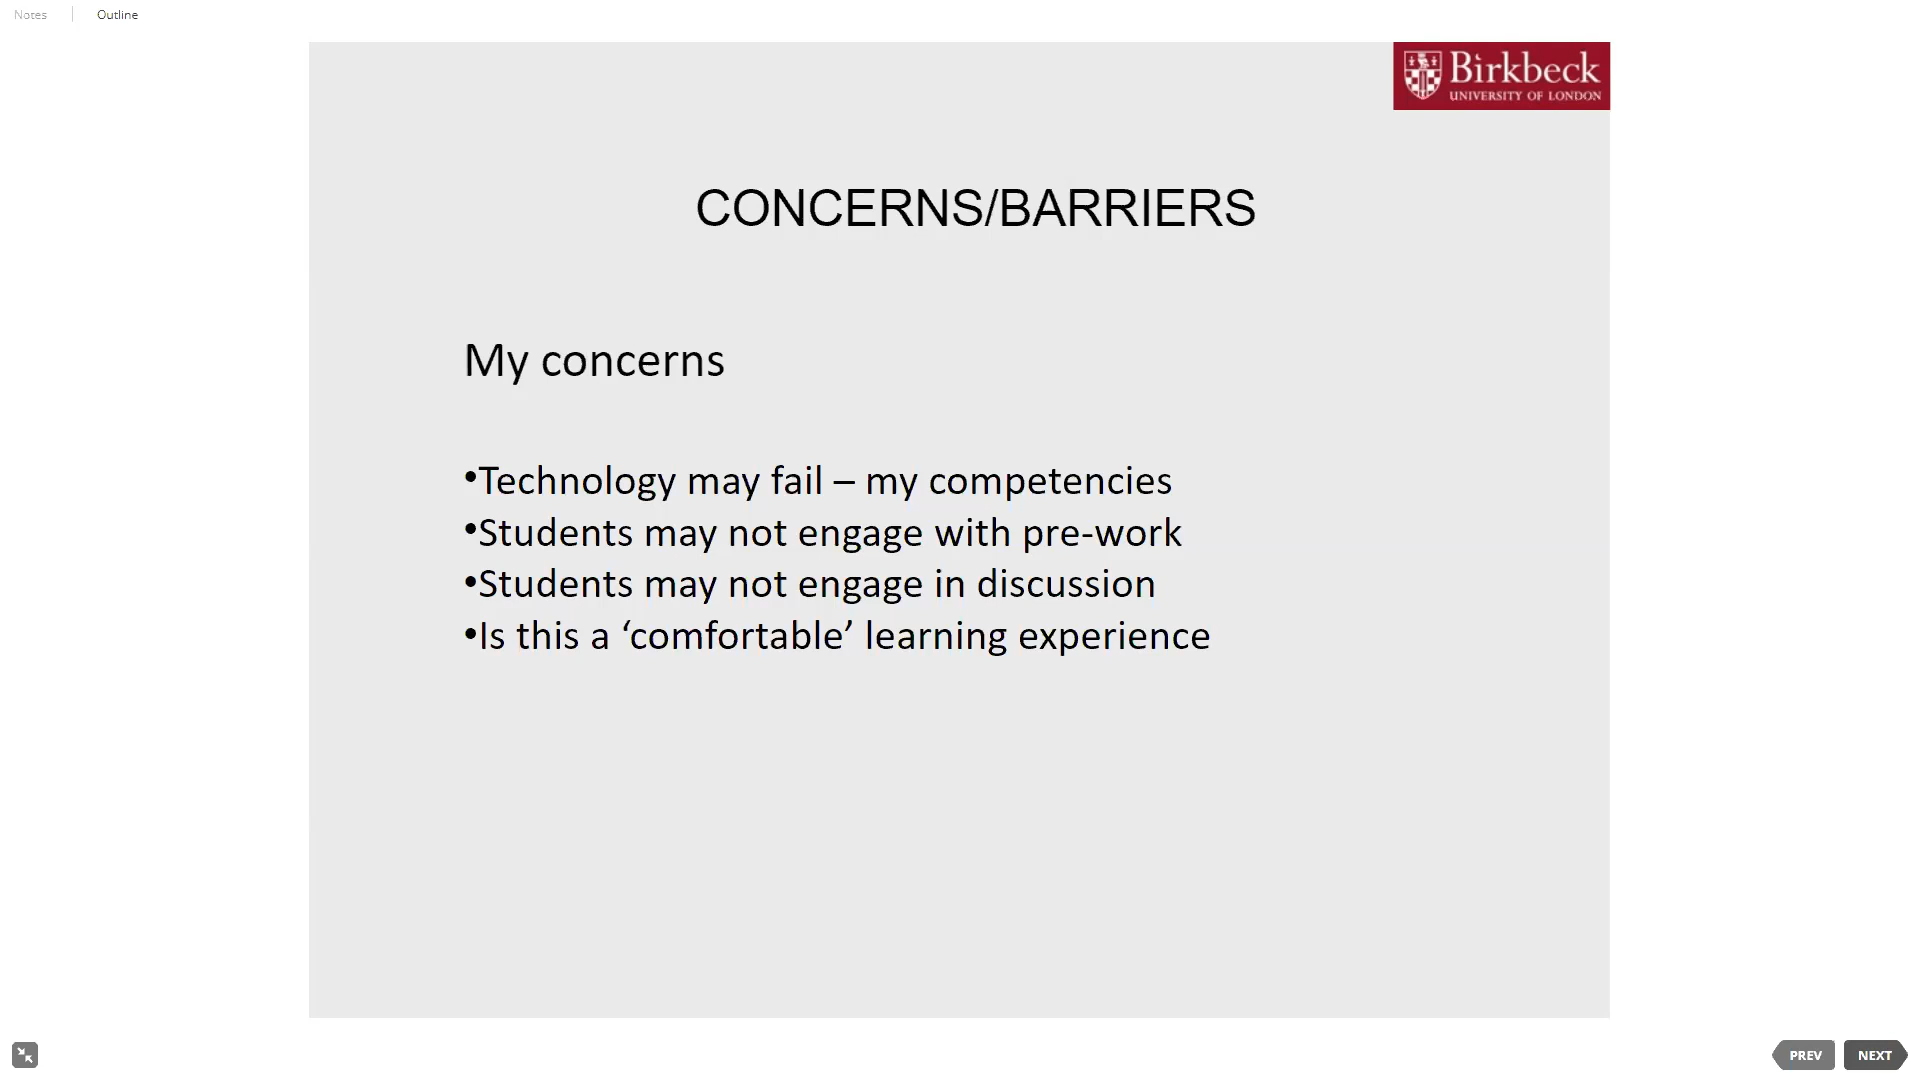 Notes
Outline
Birkbeck
UNIVERSITY OF LONDON
CONCERNS/BARRIERS
My concerns
•Technology may fail – my competencies
•Students may not engage with pre-work
•Students may not engage in discussion
•Is this a ‘comfortable’ learning experience
PREV
NEXT